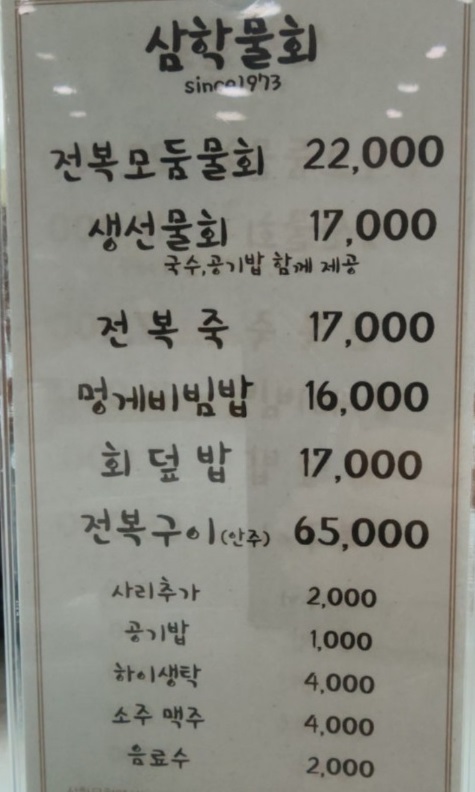 삼학물회
since1973
전복모둠물회 22,000
생선물회 17,000
국수,공기밥 함께 제공
전복죽 17,000
멍게비빔밥 16,000
회덮밥 17,000
전복구이(안주) 65,000
사리추가 2,000
공기밥 1,000
하이생탁 4,000
소주 맥주 4,000
음료수 2,000